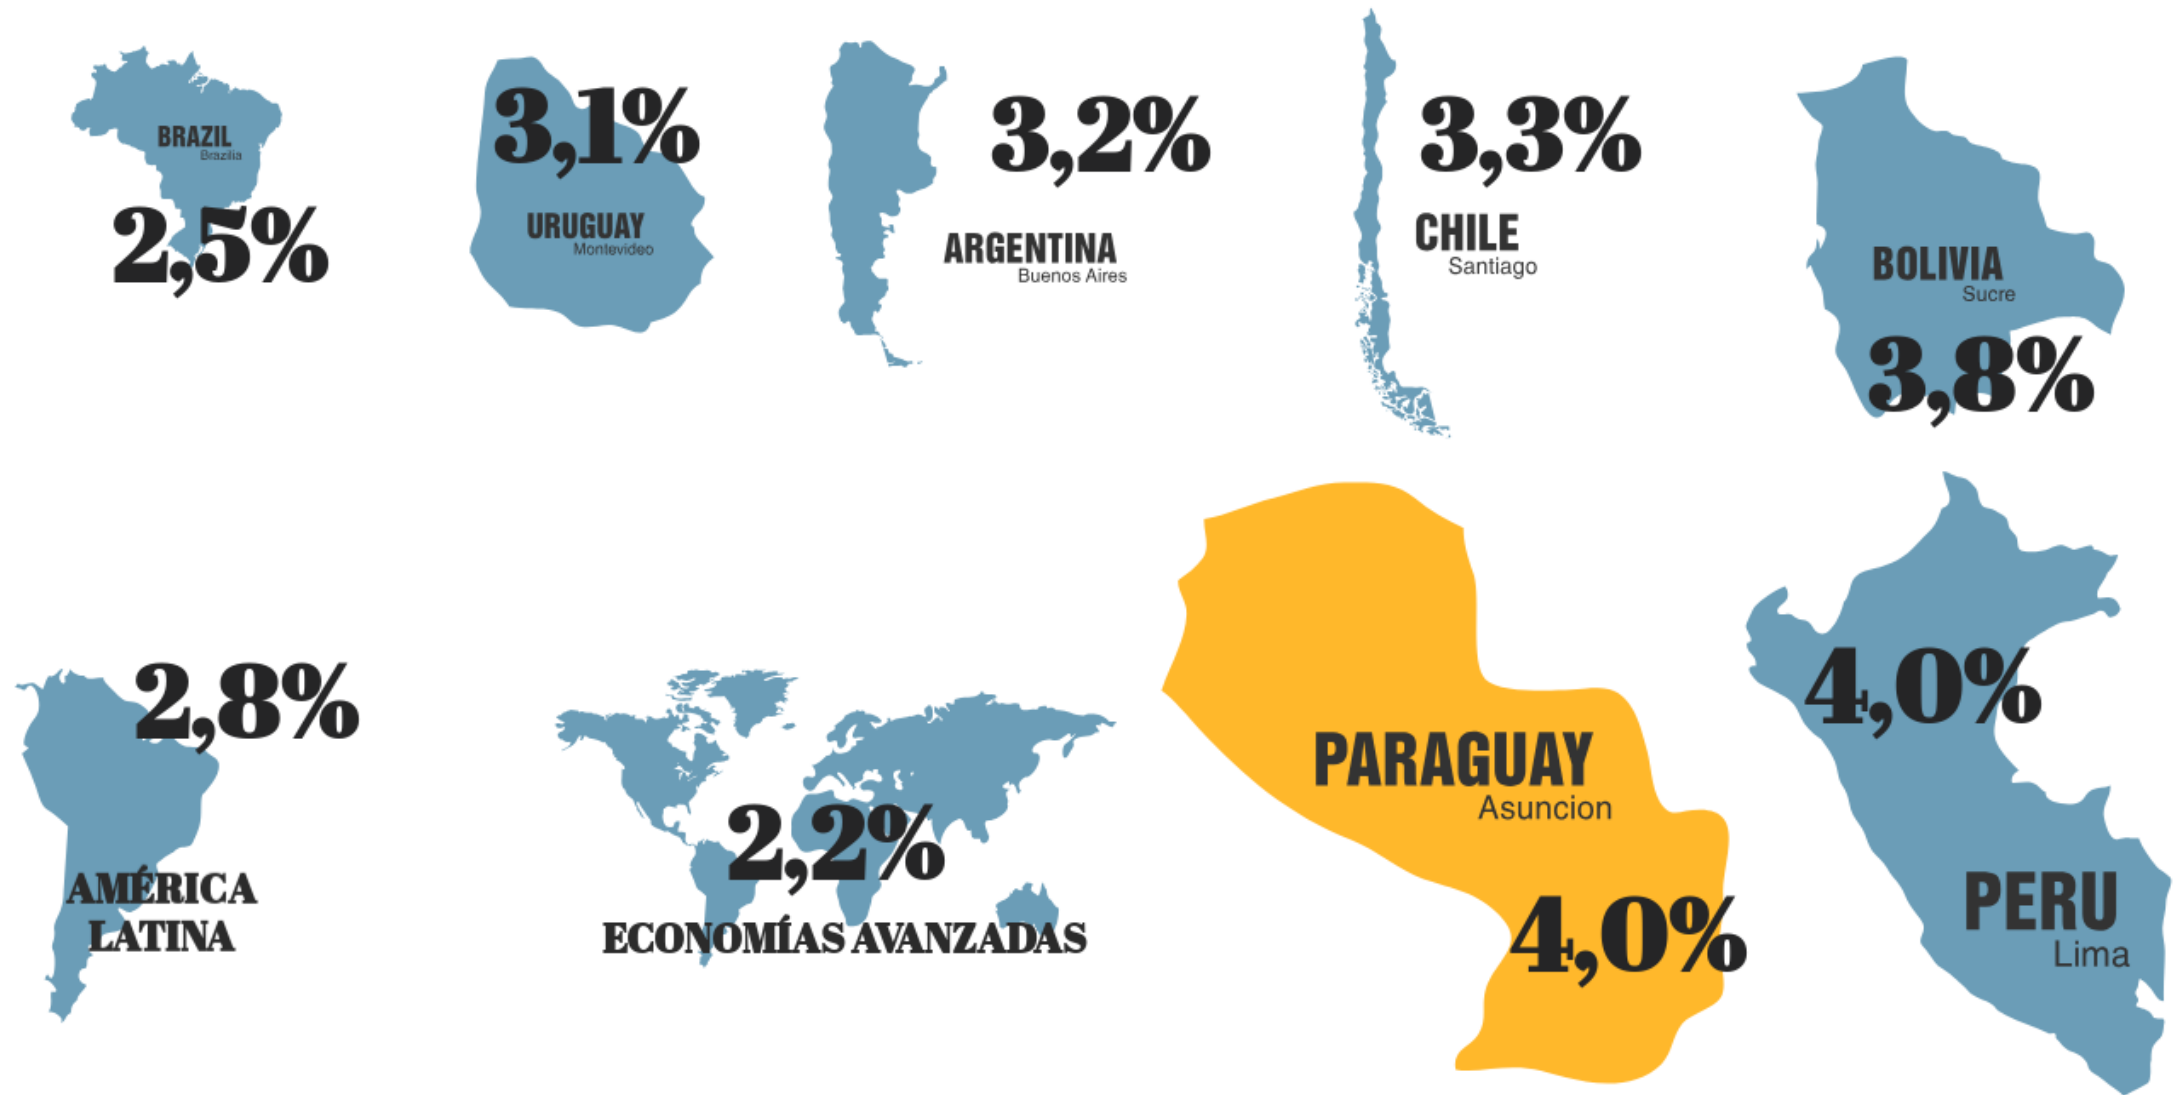 BRAZIL
Brazilia
2,5%
3,1%
URUGUAY
Montevideo
3,2%
ARGENTINA
Buenos Aires
3,3%
CHILE
Santiago
BOLIVIA
Sucre
3,8%
2,8%
AMÉRICA
LATINA
2,2%
ECONOMÍAS AVANZADAS
PARAGUAY
Asuncion
4,0%
4,0%
PERU
Lima